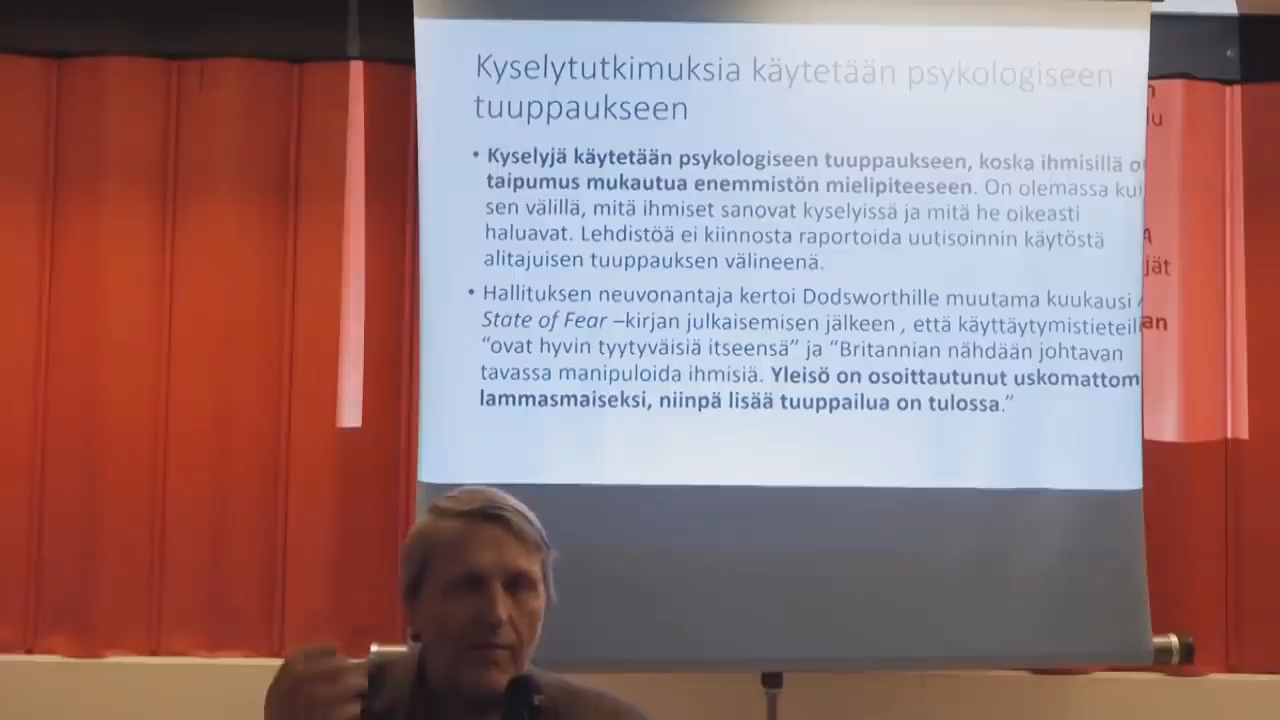 Kyselytutkimuksia käytetään psykologiseen
tuuppaukseen
• Kyselyjä käytetään psykologiseen tuuppaukseen, koska ihmisillä
taipumus mukautua enemmistön mielipiteeseen. On olemassa
sen välillä, mitä ihmiset sanovat kyselyissä ja mitä he oikeasti
haluavat. Lehdistöä ei kiinnosta raportoida uutisoinnin käytöstä
alitajuisen tuuppauksen välineenä.
• Hallituksen neuvonantaja kertoi Dodsworthille muutama kuukausi
State of Fear –kirjan julkaisemisen jälkeen , että käyttäytymistieteil
“ovat hyvin tyytyväisiä itseensä” ja “Britannian nähdään johtavan
tavassa manipuloida ihmisiä. Yleisö on osoittautunut uskomattom
lammasmaiseksi, niinpä lisää tuuppailua on tulossa.”